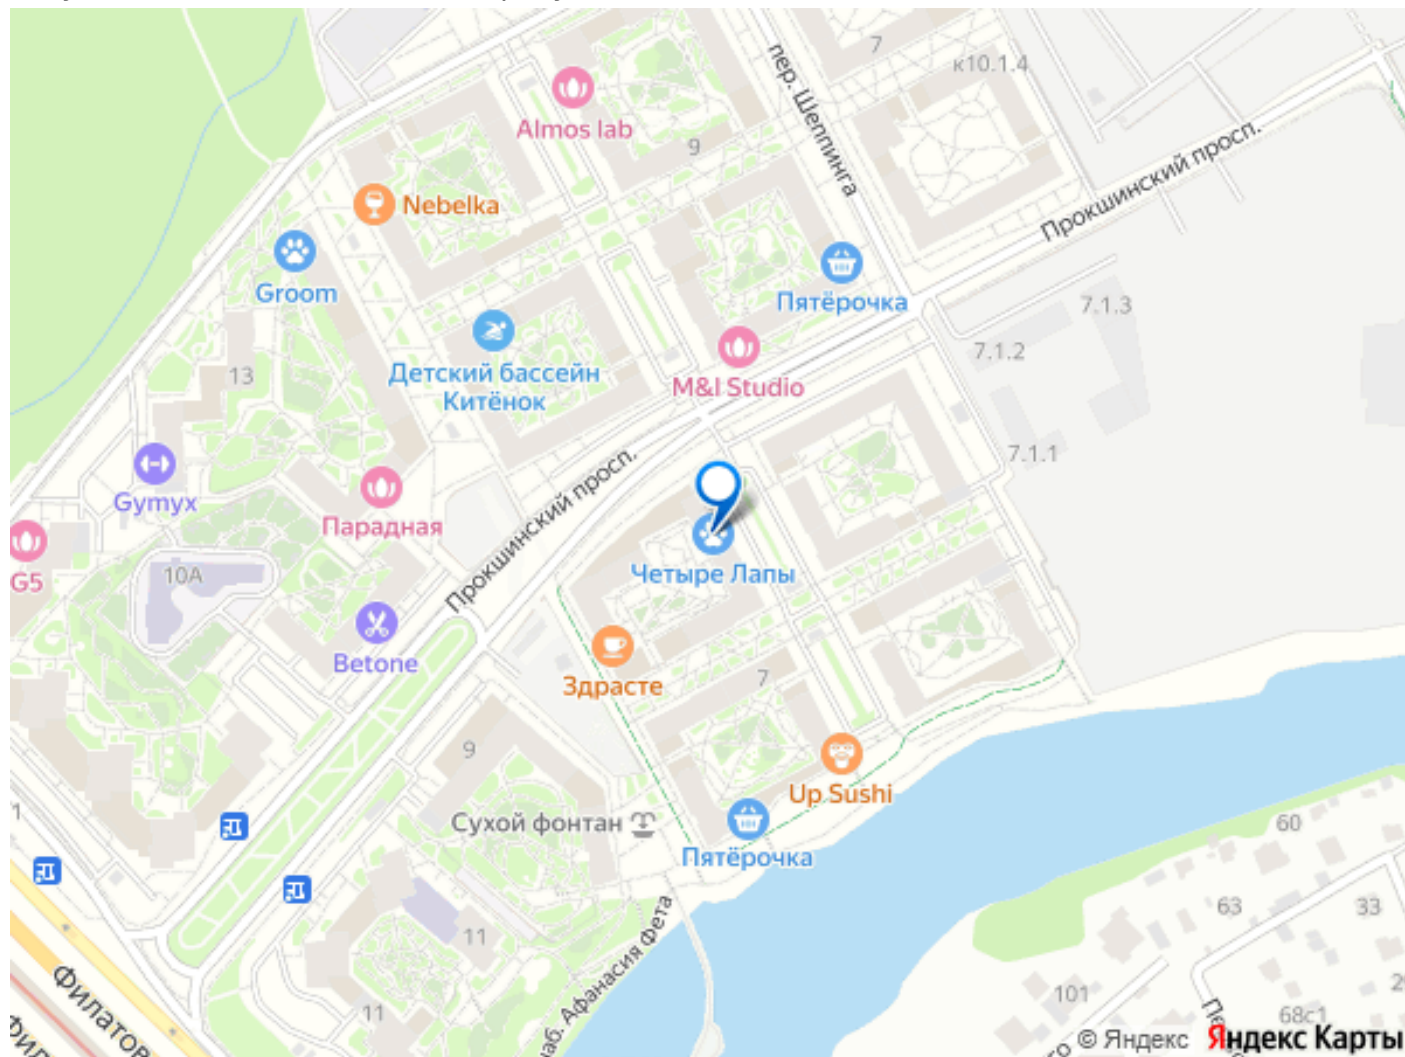 7
к10.1.4
пер. Шеппинга
Almos lab
9
Прокшинский просп.
Nebelka
Groom
Пятёрочка
7.1.3
7.1.2
Детский бассейн
Китёнок
M&I Studio
13
7.1.1
Gymyx
Парадная
Прокшинский просп.
G5
10А
Четыре Лапы
Betone
Здрасте
7
9
Up Sushi
1
Сухой фонтан
Пятёрочка
60
63
33
11
наб. Афанасия Фета
11
101
68с1
Филатов
Фил
© Яндекс Яндекс Карты